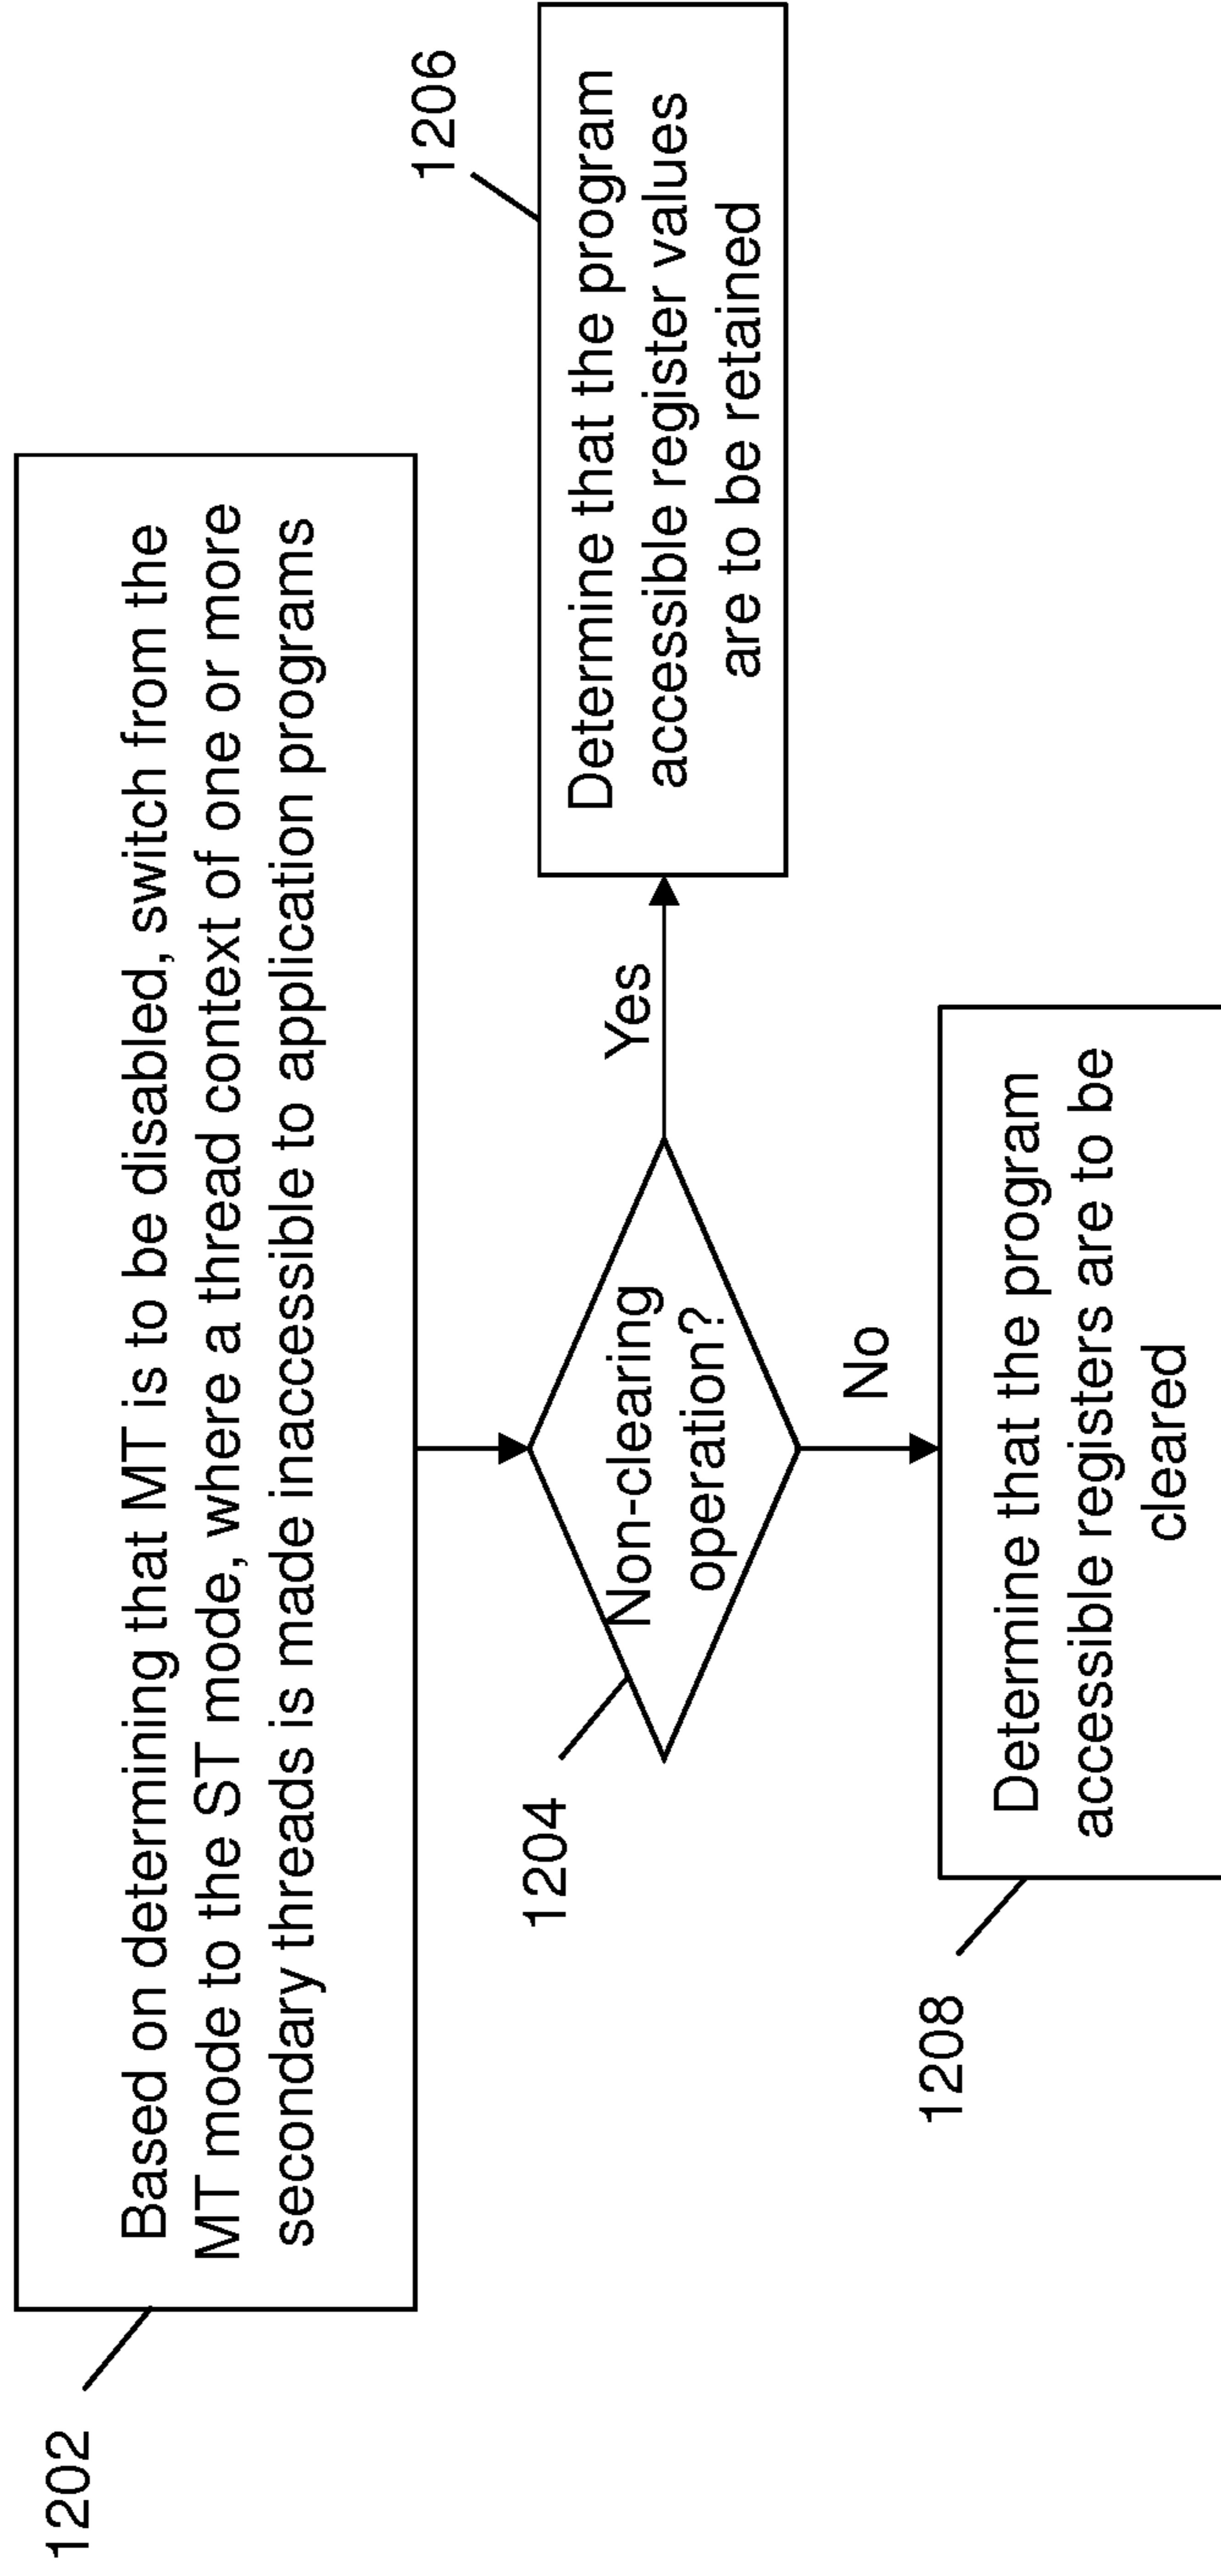 1202
Based on determining that MT is to be disabled, switch from the
MT mode to the ST mode, where a thread context of one or more
secondary threads is made inaccessible to application programs
1204
Non-clearing
operation?
Yes
1206
Determine that the program
accessible register values
are to be retained
No
1208
Determine that the program
accessible registers are to be
cleared